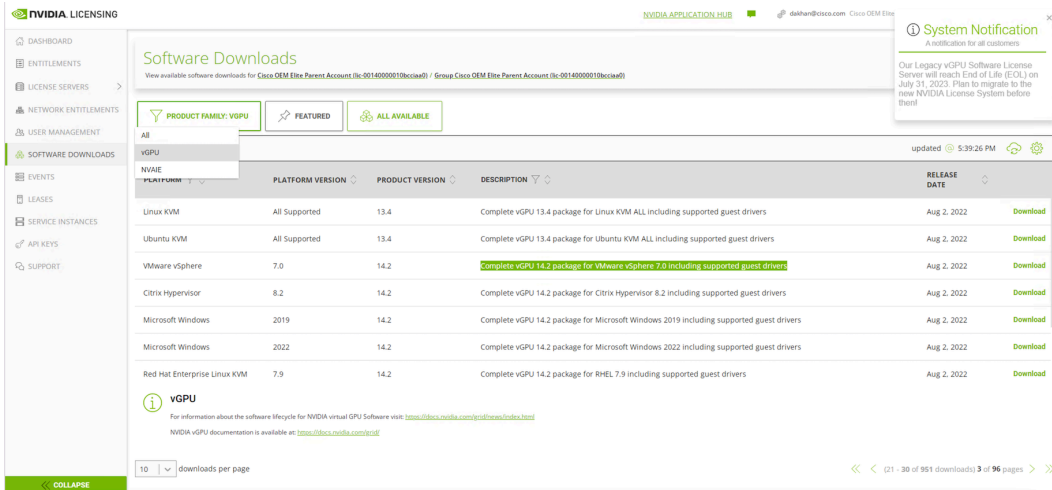 NVIDIA. LICENSING
NVIDIA APPLICATION HUB
dakhan@cisco.com Cisco OEM Elite
System Notification
A notification for all customers
Our Legacy vGPU Software License
Server will reach End of Life (EOL) on
July 31, 2023. Plan to migrate to the
new NVIDIA License System before
then!
DASHBOARD
ENTITLEMENTS
LICENSE SERVERS
NETWORK ENTITLEMENTS
USER MANAGEMENT
SOFTWARE DOWNLOADS
EVENTS
LEASES
SERVICE INSTANCES
API KEYS
SUPPORT
COLLAPSE
Software Downloads
View available software downloads for Cisco OEM Elite Parent Account (lic-00140000010bcciaa0) / Group Cisco OEM Elite Parent Account (lic-00140000010bcciaa0)
PRODUCT FAMILY: VGPU FEATURED ALL AVAILABLE
All
vGPU
NVAIE
updated @ 5:39:26 PM
PLATFORM PLATFORM VERSION PRODUCT VERSION DESCRIPTION RELEASE DATE
Linux KVM All Supported 13.4 Complete vGPU 13.4 package for Linux KVM ALL including supported guest drivers Aug 2, 2022 Download
Ubuntu KVM All Supported 13.4 Complete vGPU 13.4 package for Ubuntu KVM ALL including supported guest drivers Aug 2, 2022 Download
VMware vSphere 7.0 14.2 Complete vGPU 14.2 package for VMware vSphere 7.0 including supported guest drivers Aug 2, 2022 Download
Citrix Hypervisor 8.2 14.2 Complete vGPU 14.2 package for Citrix Hypervisor 8.2 including supported guest drivers Aug 2, 2022 Download
Microsoft Windows 2019 14.2 Complete vGPU 14.2 package for Microsoft Windows 2019 including supported guest drivers Aug 2, 2022 Download
Microsoft Windows 2022 14.2 Complete vGPU 14.2 package for Microsoft Windows 2022 including supported guest drivers Aug 2, 2022 Download
Red Hat Enterprise Linux KVM 7.9 14.2 Complete vGPU 14.2 package for RHEL 7.9 including supported guest drivers Aug 2, 2022 Download
vGPU
For information about the software lifecycle for NVIDIA virtual GPU Software visit: https://docs.nvidia.com/grid/news/index.html
NVIDIA vGPU documentation is available at: https://docs.nvidia.com/grid/
10 downloads per page
(21 - 30 of 951 downloads) 3 of 96 pages